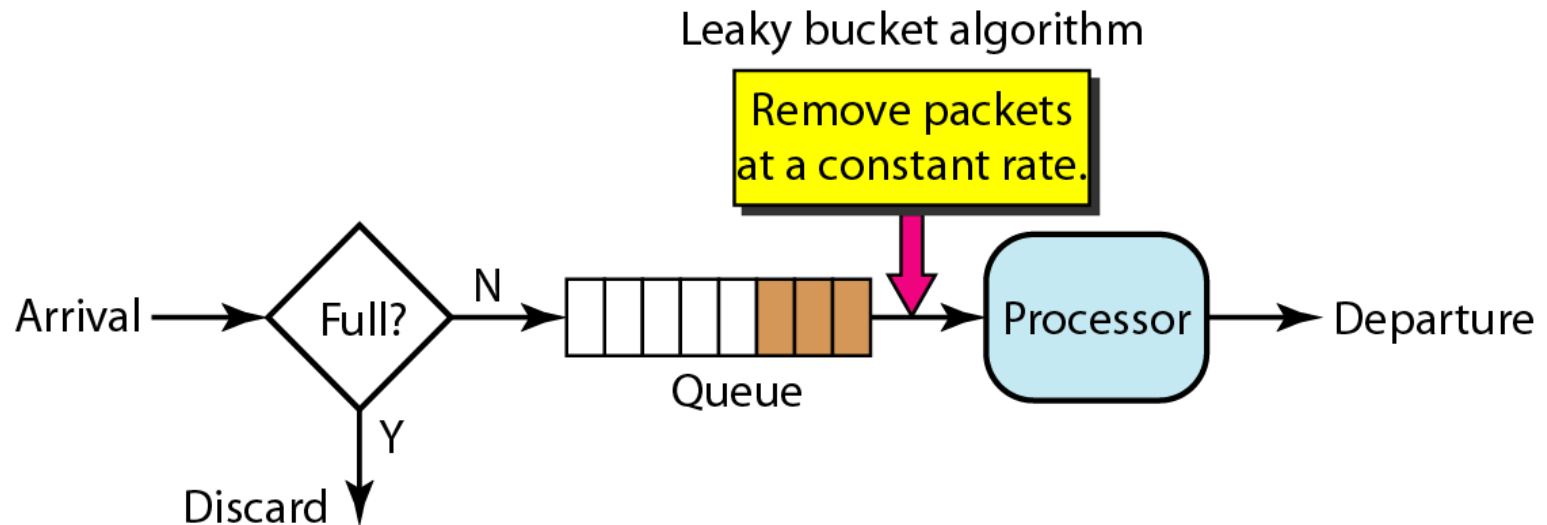 Leaky bucket algorithm
Remove packets
at a constant rate.
Arrival
Full?
N
Queue
Processor
Departure
Y
Discard